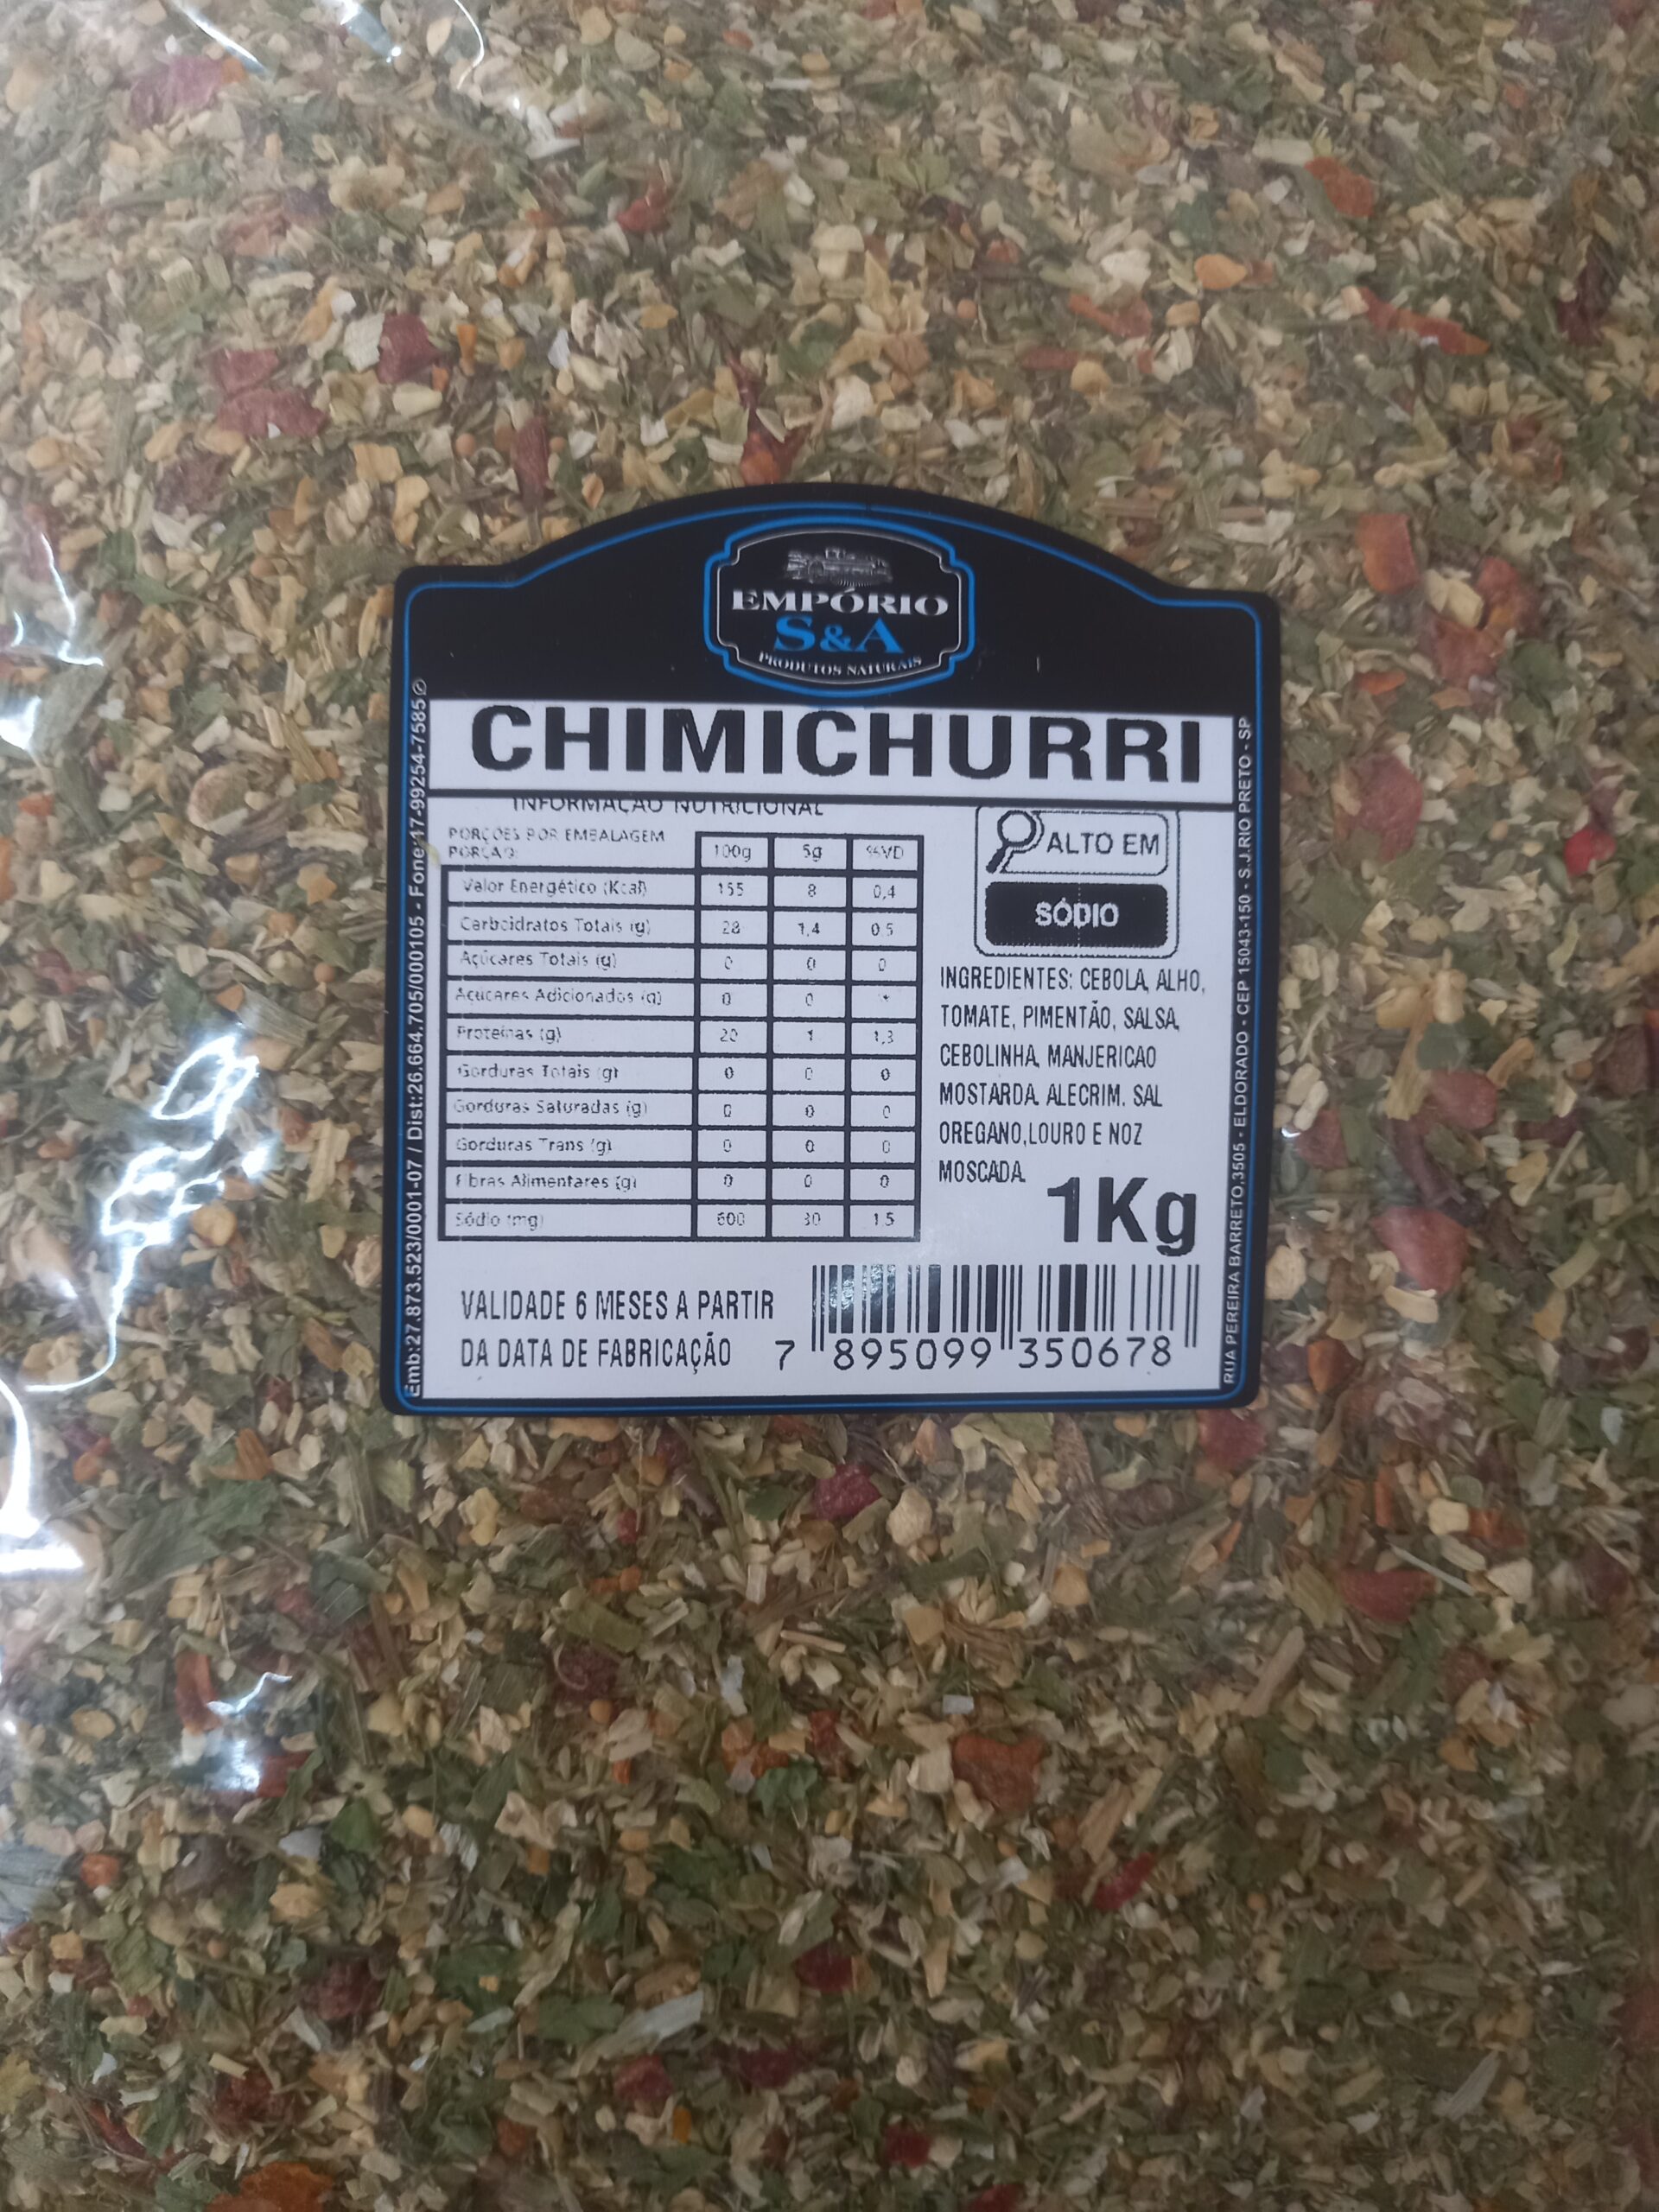 EMPÓRIO
S&A
PRODUTOS NATURAIS
CHIMICHURRI
INFORMAÇÃO NUTRICIONAL
PORÇÕES POR EMBALAGEM
PORÇÃO: 100g 5g %VD
Valor Energético (Kcal) 155 8 0,4
Carboidratos Totais (g) 28 1,4 0,5
Açúcares Totais (g) 0 0 0
Açúcares Adicionados (g) 0 0
Proteínas (g) 20 1 1,3
Gorduras Totais (g) 0 0 0
Gorduras Saturadas (g) 0 0 0
Gorduras Trans (g) 0 0 0
Fibras Alimentares (g) 0 0 0
Sódio (mg) 600 30 1,5
ALTO EM
SÓDIO
INGREDIENTES: CEBOLA, ALHO,
TOMATE, PIMENTÃO, SALSA,
CEBOLINHA, MANJERICAO
MOSTARDA, ALECRIM, SAL
OREGANO,LOURO E NOZ
MOSCADA.
1Kg
VALIDADE 6 MESES A PARTIR
DA DATA DE FABRICAÇÃO
7 895099 350678
Emb:27.873.523/0001-07 / Dist:26.664.705/000105 - Fone:17-99254-7585
RUA PEREIRA BARRETO,3505 - ELDORADO - CEP 15043-150 - S.J.RIO PRETO - SP